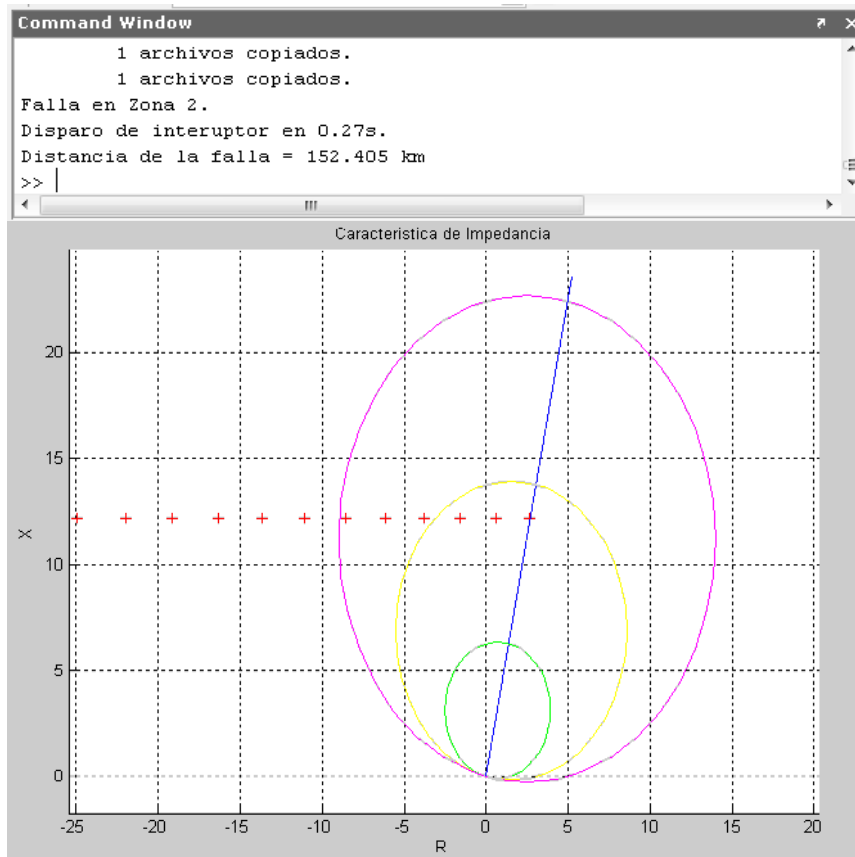 Command Window
1 archivos copiados.
1 archivos copiados.
Falla en Zona 2.
Disparo de interuptor en 0.27s.
Distancia de la falla = 152.405 km
>>
Caracteristica de Impedancia
20
15
10
5
0
X
-25 -20 -15 -10 -5 0 5 10 15 20
R